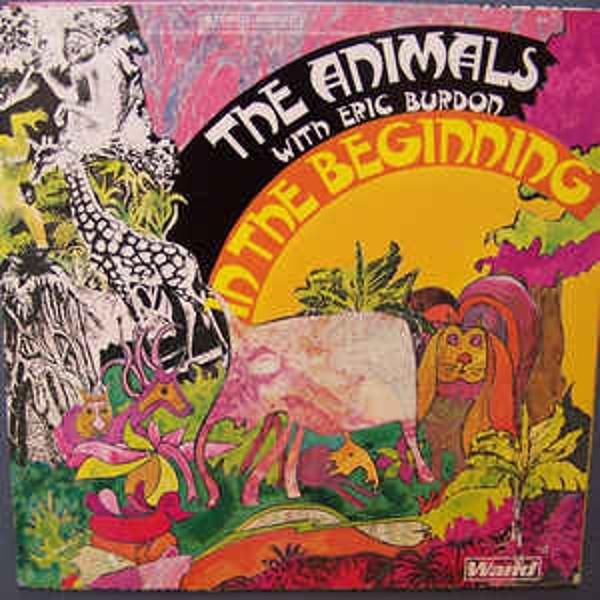 THE ANIMALS
WITH ERIC BURDON
IN THE BEGINNING
Wand